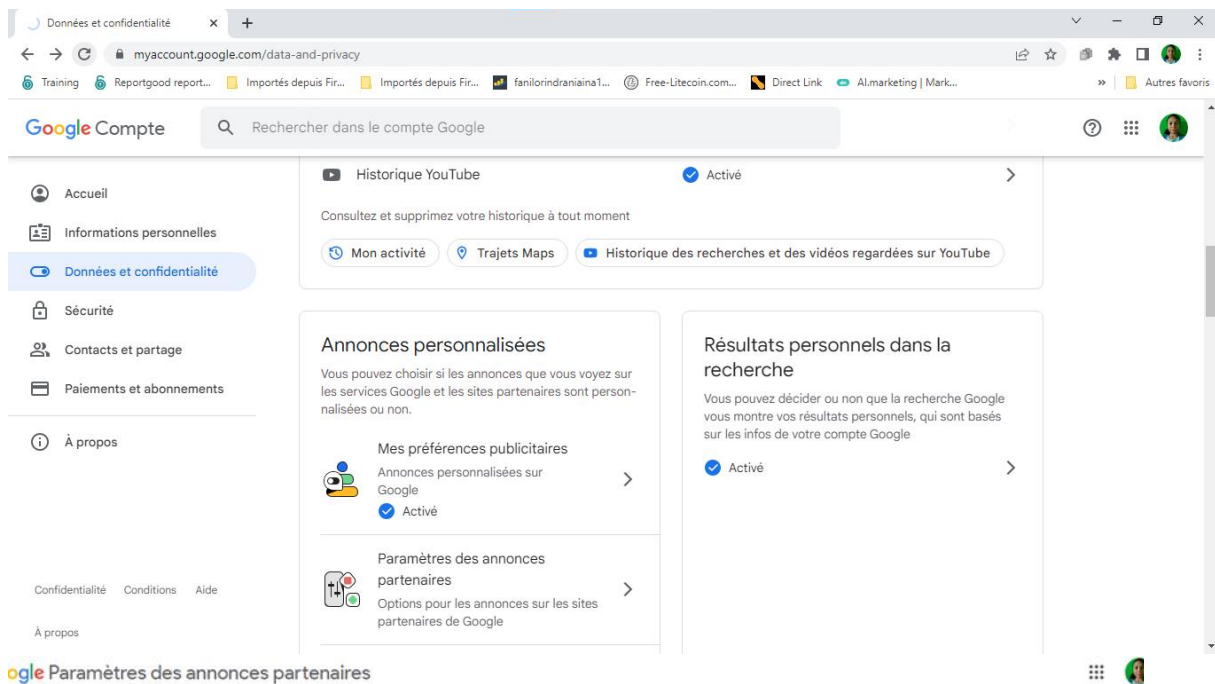 Données et confidentialité
myaccount.google.com/data-and-privacy
Training Reportgood report... Importés depuis Fir... Importés depuis Fir... fanilorindraniaina1... Free-Litecoin.com... Direct Link AI.marketing | Mark... » Autres favoris
Google Compte
Rechercher dans le compte Google
Accueil
Informations personnelles
Données et confidentialité
Sécurité
Contacts et partage
Paiements et abonnements
À propos
Confidentialité Conditions Aide
À propos
Historique YouTube
Activé
Consultez et supprimez votre historique à tout moment
Mon activité Trajets Maps Historique des recherches et des vidéos regardées sur YouTube
Annonces personnalisées
Vous pouvez choisir si les annonces que vous voyez sur
les services Google et les sites partenaires sont person-
nalisées ou non.
Mes préférences publicitaires
Annonces personnalisées sur
Google
Activé
Paramètres des annonces
partenaires
Options pour les annonces sur les sites
partenaires de Google
Résultats personnels dans la
recherche
Vous pouvez décider ou non que la recherche Google
vous montre vos résultats personnels, qui sont basés
sur les infos de votre compte Google
Activé
ogle Paramètres des annonces partenaires